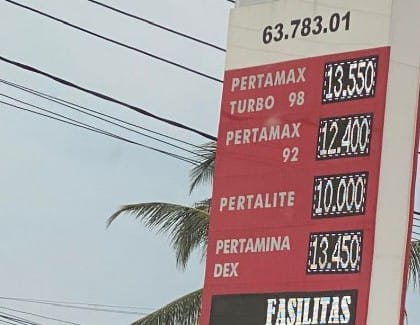 63.783.01
PERTAMAX 13.550
TURBO 98
PERTAMAX 12.400
92
PERTALITE 10.000
PERTAMINA 13.450
DEX
FASILITAS